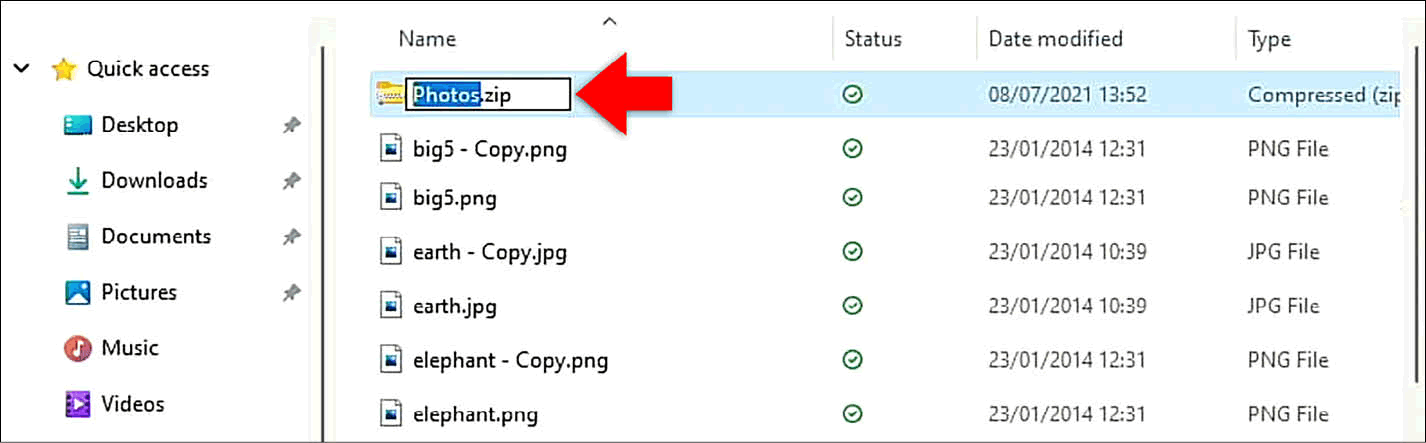 Name Status Date modified Type
Quick access
Photos.zip 08/07/2021 13:52 Compressed (zip
Desktop
big5 - Copy.png 23/01/2014 12:31 PNG File
Downloads
big5.png 23/01/2014 12:31 PNG File
Documents
earth - Copy.jpg 23/01/2014 10:39 JPG File
Pictures
earth.jpg 23/01/2014 10:39 JPG File
Music
elephant - Copy.png 23/01/2014 12:31 PNG File
Videos
elephant.png 23/01/2014 12:31 PNG File